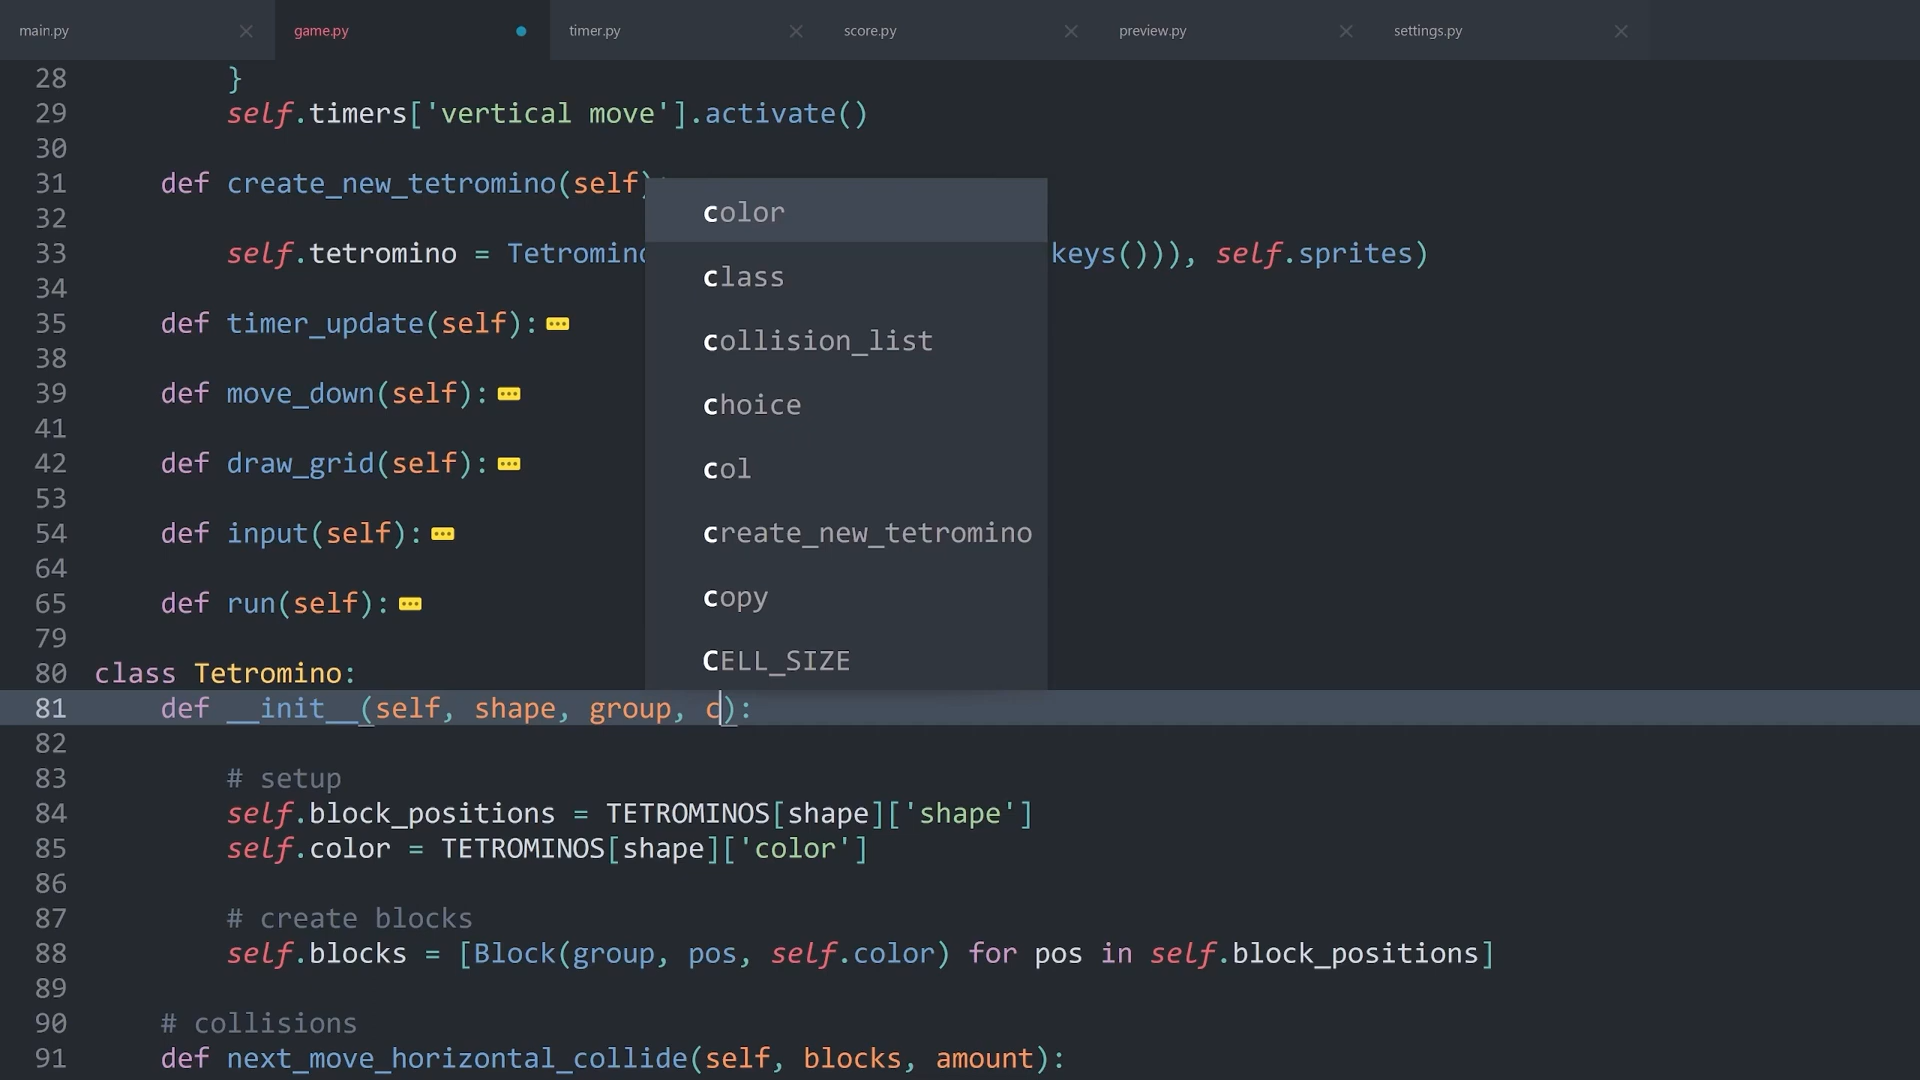 main.py game.py timer.py score.py preview.py settings.py
28 }
29 self.timers['vertical move'].activate()
30
31 def create_new_tetromino(self):
32
33 self.tetromino = Tetromino keys())), self.sprites)
34
35 def timer_update(self):
38
39 def move_down(self):
41
42 def draw_grid(self):
53
54 def input(self):
64
65 def run(self):
79
color
class
collision_list
choice
col
create_new_tetromino
copy
CELL_SIZE
80 class Tetromino:
81 def __init__(self, shape, group, c):
82
83 # setup
84 self.block_positions = TETROMINOS[shape]['shape']
85 self.color = TETROMINOS[shape]['color']
86
87 # create blocks
88 self.blocks = [Block(group, pos, self.color) for pos in self.block_positions]
89
90 # collisions
91 def next_move_horizontal_collide(self, blocks, amount):